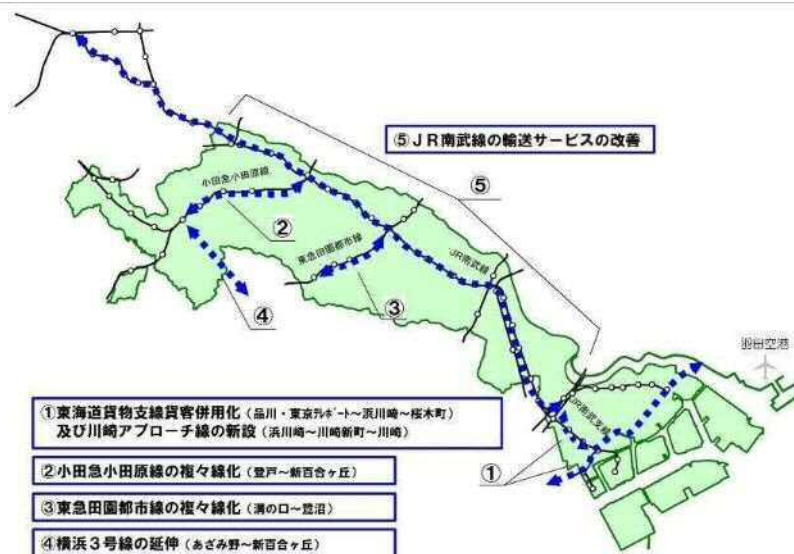 ⑤JR南武線の輸送サービスの改善
⑤
小田急小田原線
②
東急田園都市線
JR南武線
③
④
羽田空港
JR南武支線
①東海道貨物支線貨客併用化(品川・東京テレポート~浜川崎~桜木町)
及び川崎アプローチ線の新設(浜川崎~川崎新町~川崎)
①
②小田急小田原線の複々線化(登戸~新百合ヶ丘)
③東急田園都市線の複々線化(溝の口~鷺沼)
④横浜3号線の延伸(あざみ野~新百合ヶ丘)